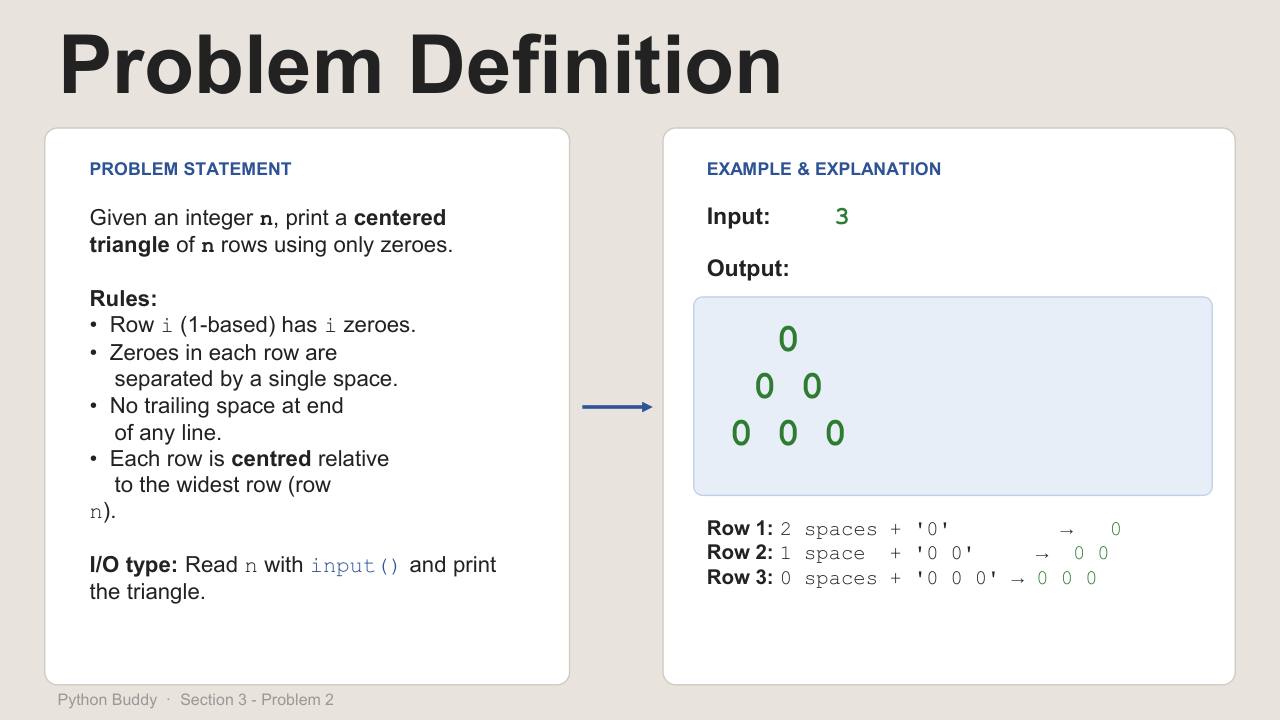 Problem Definition
PROBLEM STATEMENT
Given an integer n, print a centered
triangle of n rows using only zeroes.
Rules:
• Row i (1-based) has i zeroes.
• Zeroes in each row are
separated by a single space.
• No trailing space at end
of any line.
• Each row is centred relative
to the widest row (row
n).
I/O type: Read n with input() and print
the triangle.
EXAMPLE & EXPLANATION
Input: 3
Output:
0
0 0
0 0 0
Row 1: 2 spaces + '0' → 0
Row 2: 1 space + '0 0' → 0 0
Row 3: 0 spaces + '0 0 0' → 0 0 0
Python Buddy · Section 3 - Problem 2